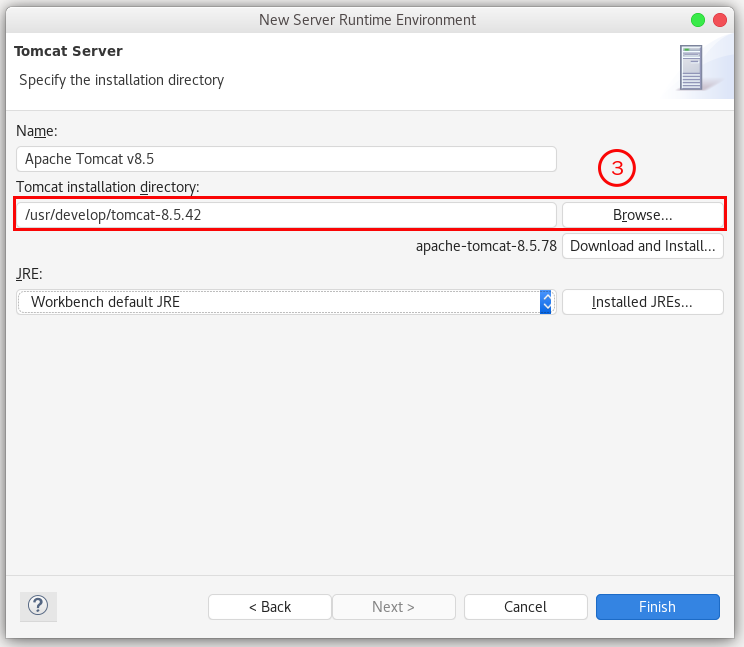 New Server Runtime Environment
Tomcat Server
Specify the installation directory
Name:
Apache Tomcat v8.5
3
Tomcat installation directory:
/usr/develop/tomcat-8.5.42 Browse...
apache-tomcat-8.5.78 Download and Install...
JRE:
Workbench default JRE Installed JREs...
? < Back Next > Cancel Finish